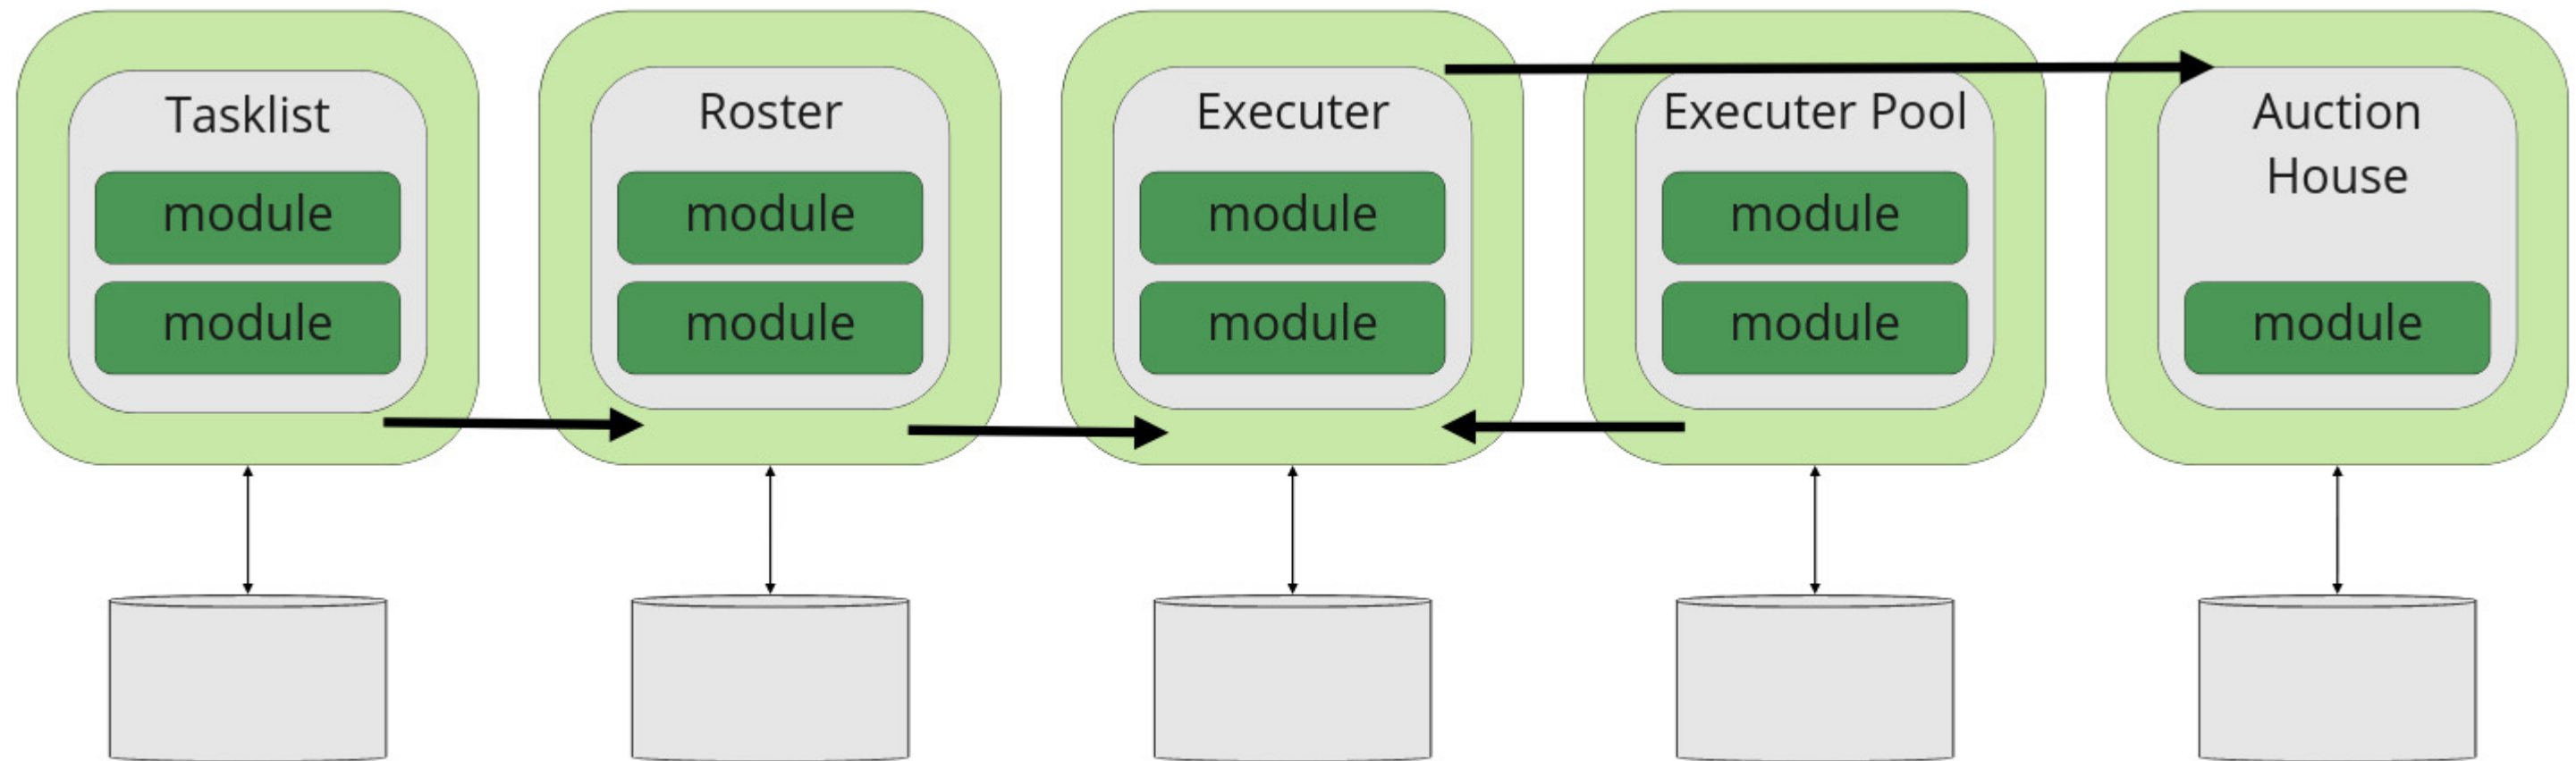 Tasklist
module
module
Roster
module
module
Executer
module
module
Executer Pool
module
module
Auction
House
module